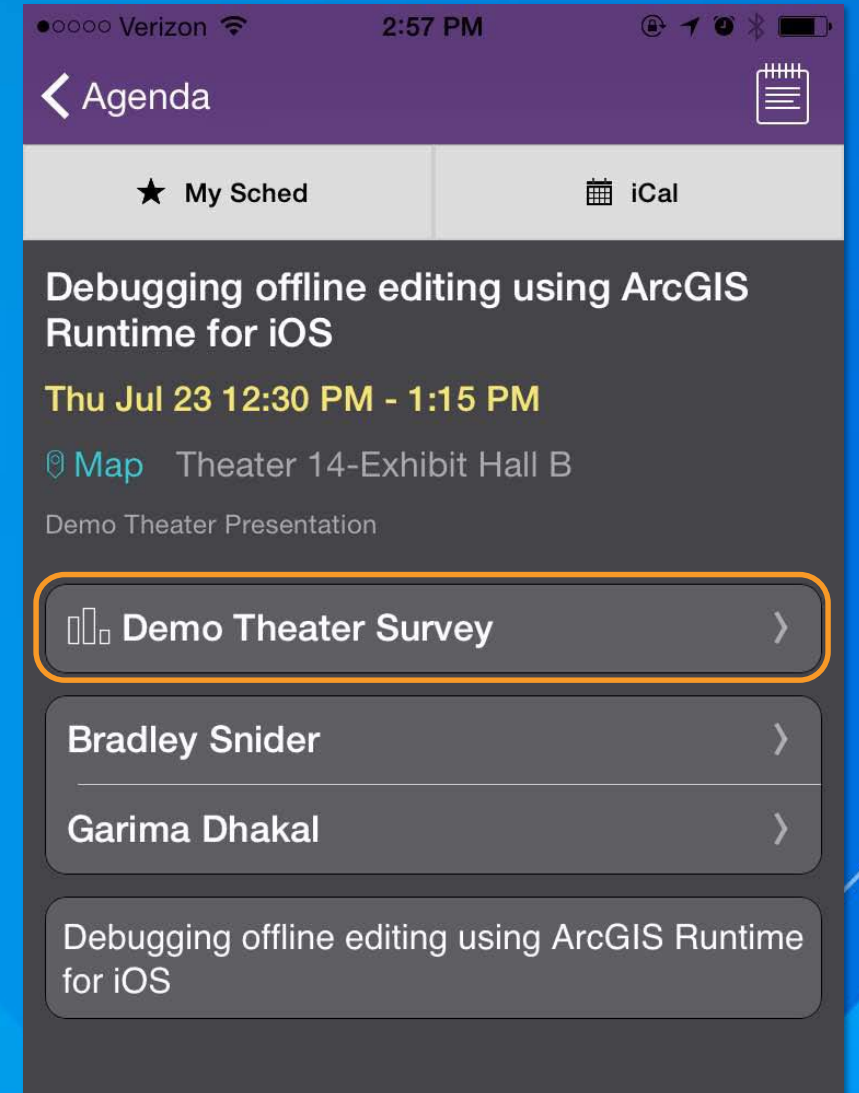 Verizon 2:57 PM
Agenda
My Sched iCal
Debugging offline editing using ArcGIS
Runtime for iOS
Thu Jul 23 12:30 PM - 1:15 PM
Map Theater 14-Exhibit Hall B
Demo Theater Presentation
Demo Theater Survey
Bradley Snider
Garima Dhakal
Debugging offline editing using ArcGIS Runtime
for iOS